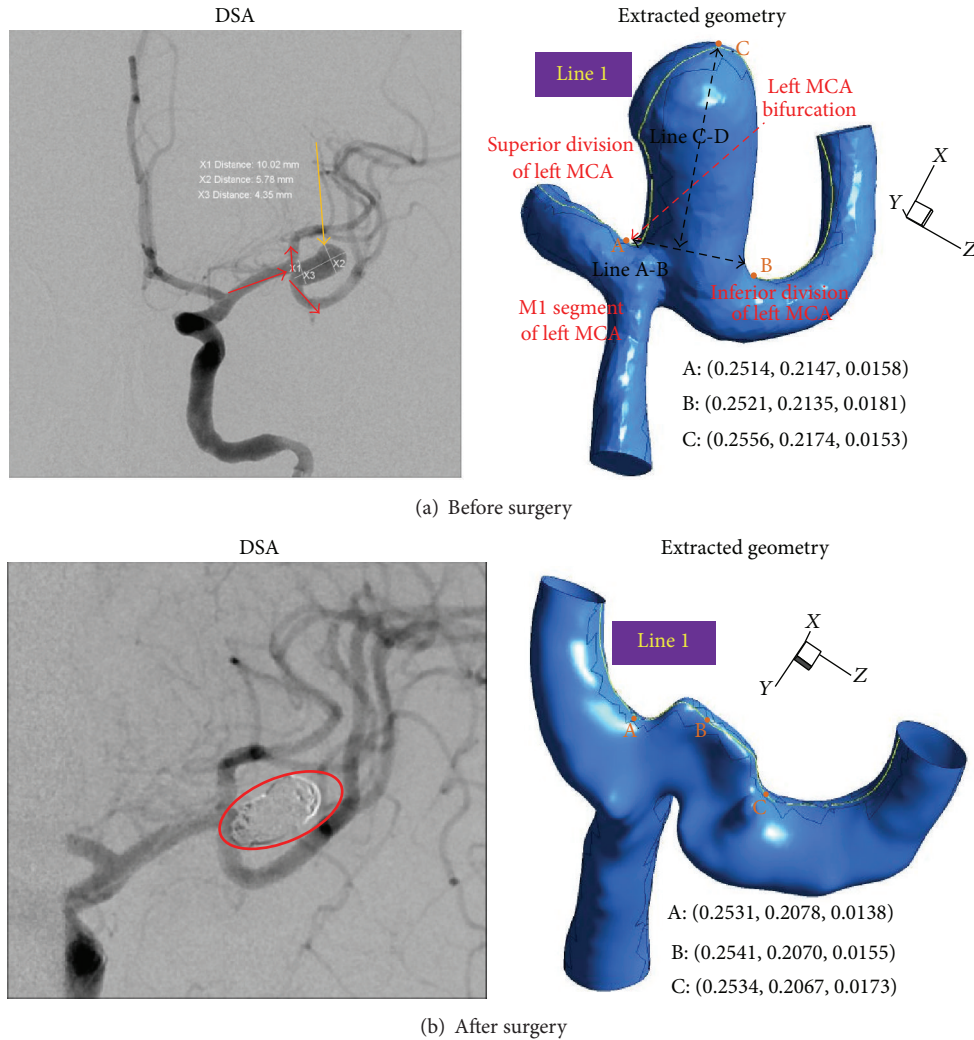 DSA
Extracted geometry
X1 Distance: 10.02 mm
X2 Distance: 5.78 mm
X3 Distance: 4.35 mm
X1
X2
X3
Line 1
C
Left MCA
bifurcation
Line C-D
Superior division
of left MCA
X
Y
Z
A
B
Line A-B
M1 segment
of left MCA
Inferior division
of left MCA
A: (0.2514, 0.2147, 0.0158)
B: (0.2521, 0.2135, 0.0181)
C: (0.2556, 0.2174, 0.0153)
(a) Before surgery
DSA
Extracted geometry
Line 1
X
Y
Z
A
B
C
A: (0.2531, 0.2078, 0.0138)
B: (0.2541, 0.2070, 0.0155)
C: (0.2534, 0.2067, 0.0173)
(b) After surgery